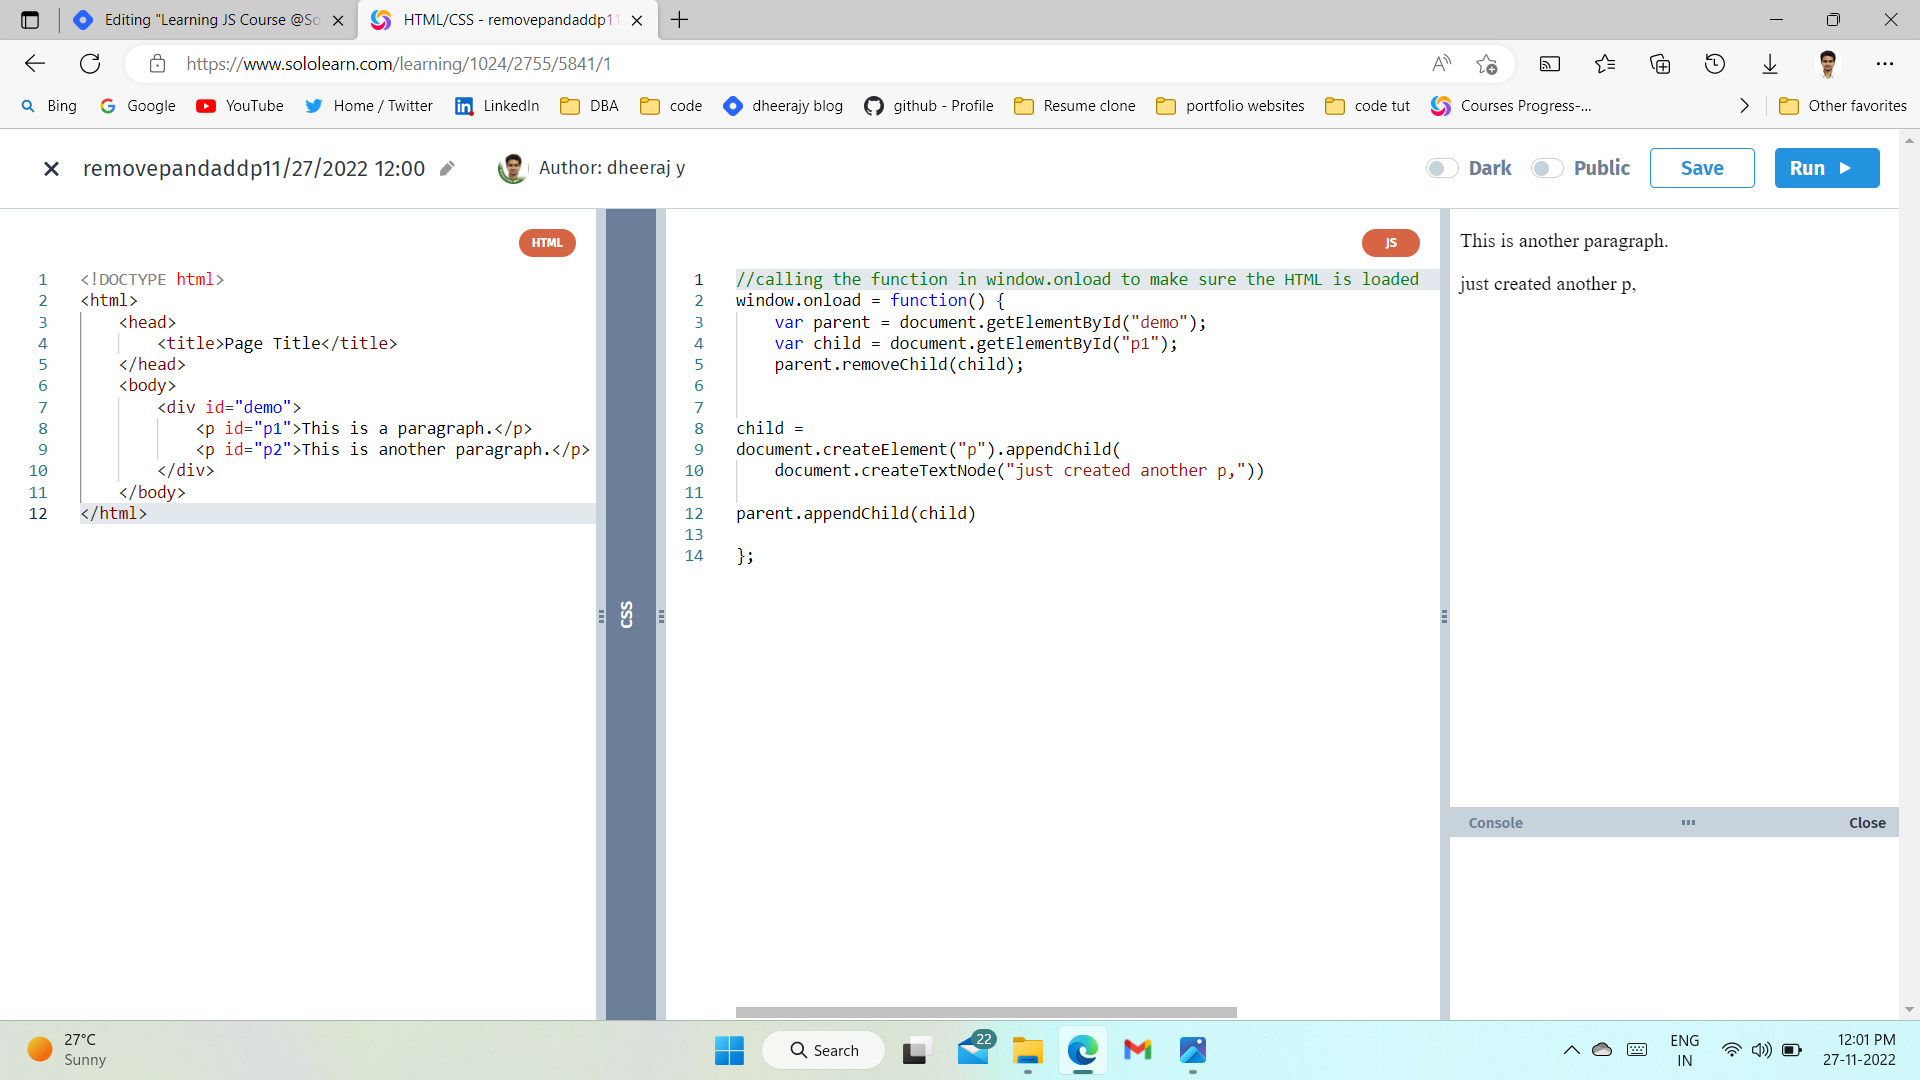 Editing "Learning JS Course @So
HTML/CSS - removepandaddp11
https://www.sololearn.com/learning/1024/2755/5841/1
Bing Google YouTube Home / Twitter LinkedIn DBA code dheerajy blog github - Profile Resume clone portfolio websites code tut Courses Progress-... Other favorites
removepandaddp11/27/2022 12:00
Author: dheeraj y
Dark Public Save Run
HTML
1 <!DOCTYPE html>
2 <html>
3 <head>
4 <title>Page Title</title>
5 </head>
6 <body>
7 <div id="demo">
8 <p id="p1">This is a paragraph.</p>
9 <p id="p2">This is another paragraph.</p>
10 </div>
11 </body>
12 </html>
CSS
JS
1 //calling the function in window.onload to make sure the HTML is loaded
2 window.onload = function() {
3 var parent = document.getElementById("demo");
4 var child = document.getElementById("p1");
5 parent.removeChild(child);
6
7
8 child =
9 document.createElement("p").appendChild(
10 document.createTextNode("just created another p,"))
11
12 parent.appendChild(child)
13
14 };
This is another paragraph.
just created another p,
Console
Close
27°C
Sunny
Search
22
ENG
IN
12:01 PM
27-11-2022